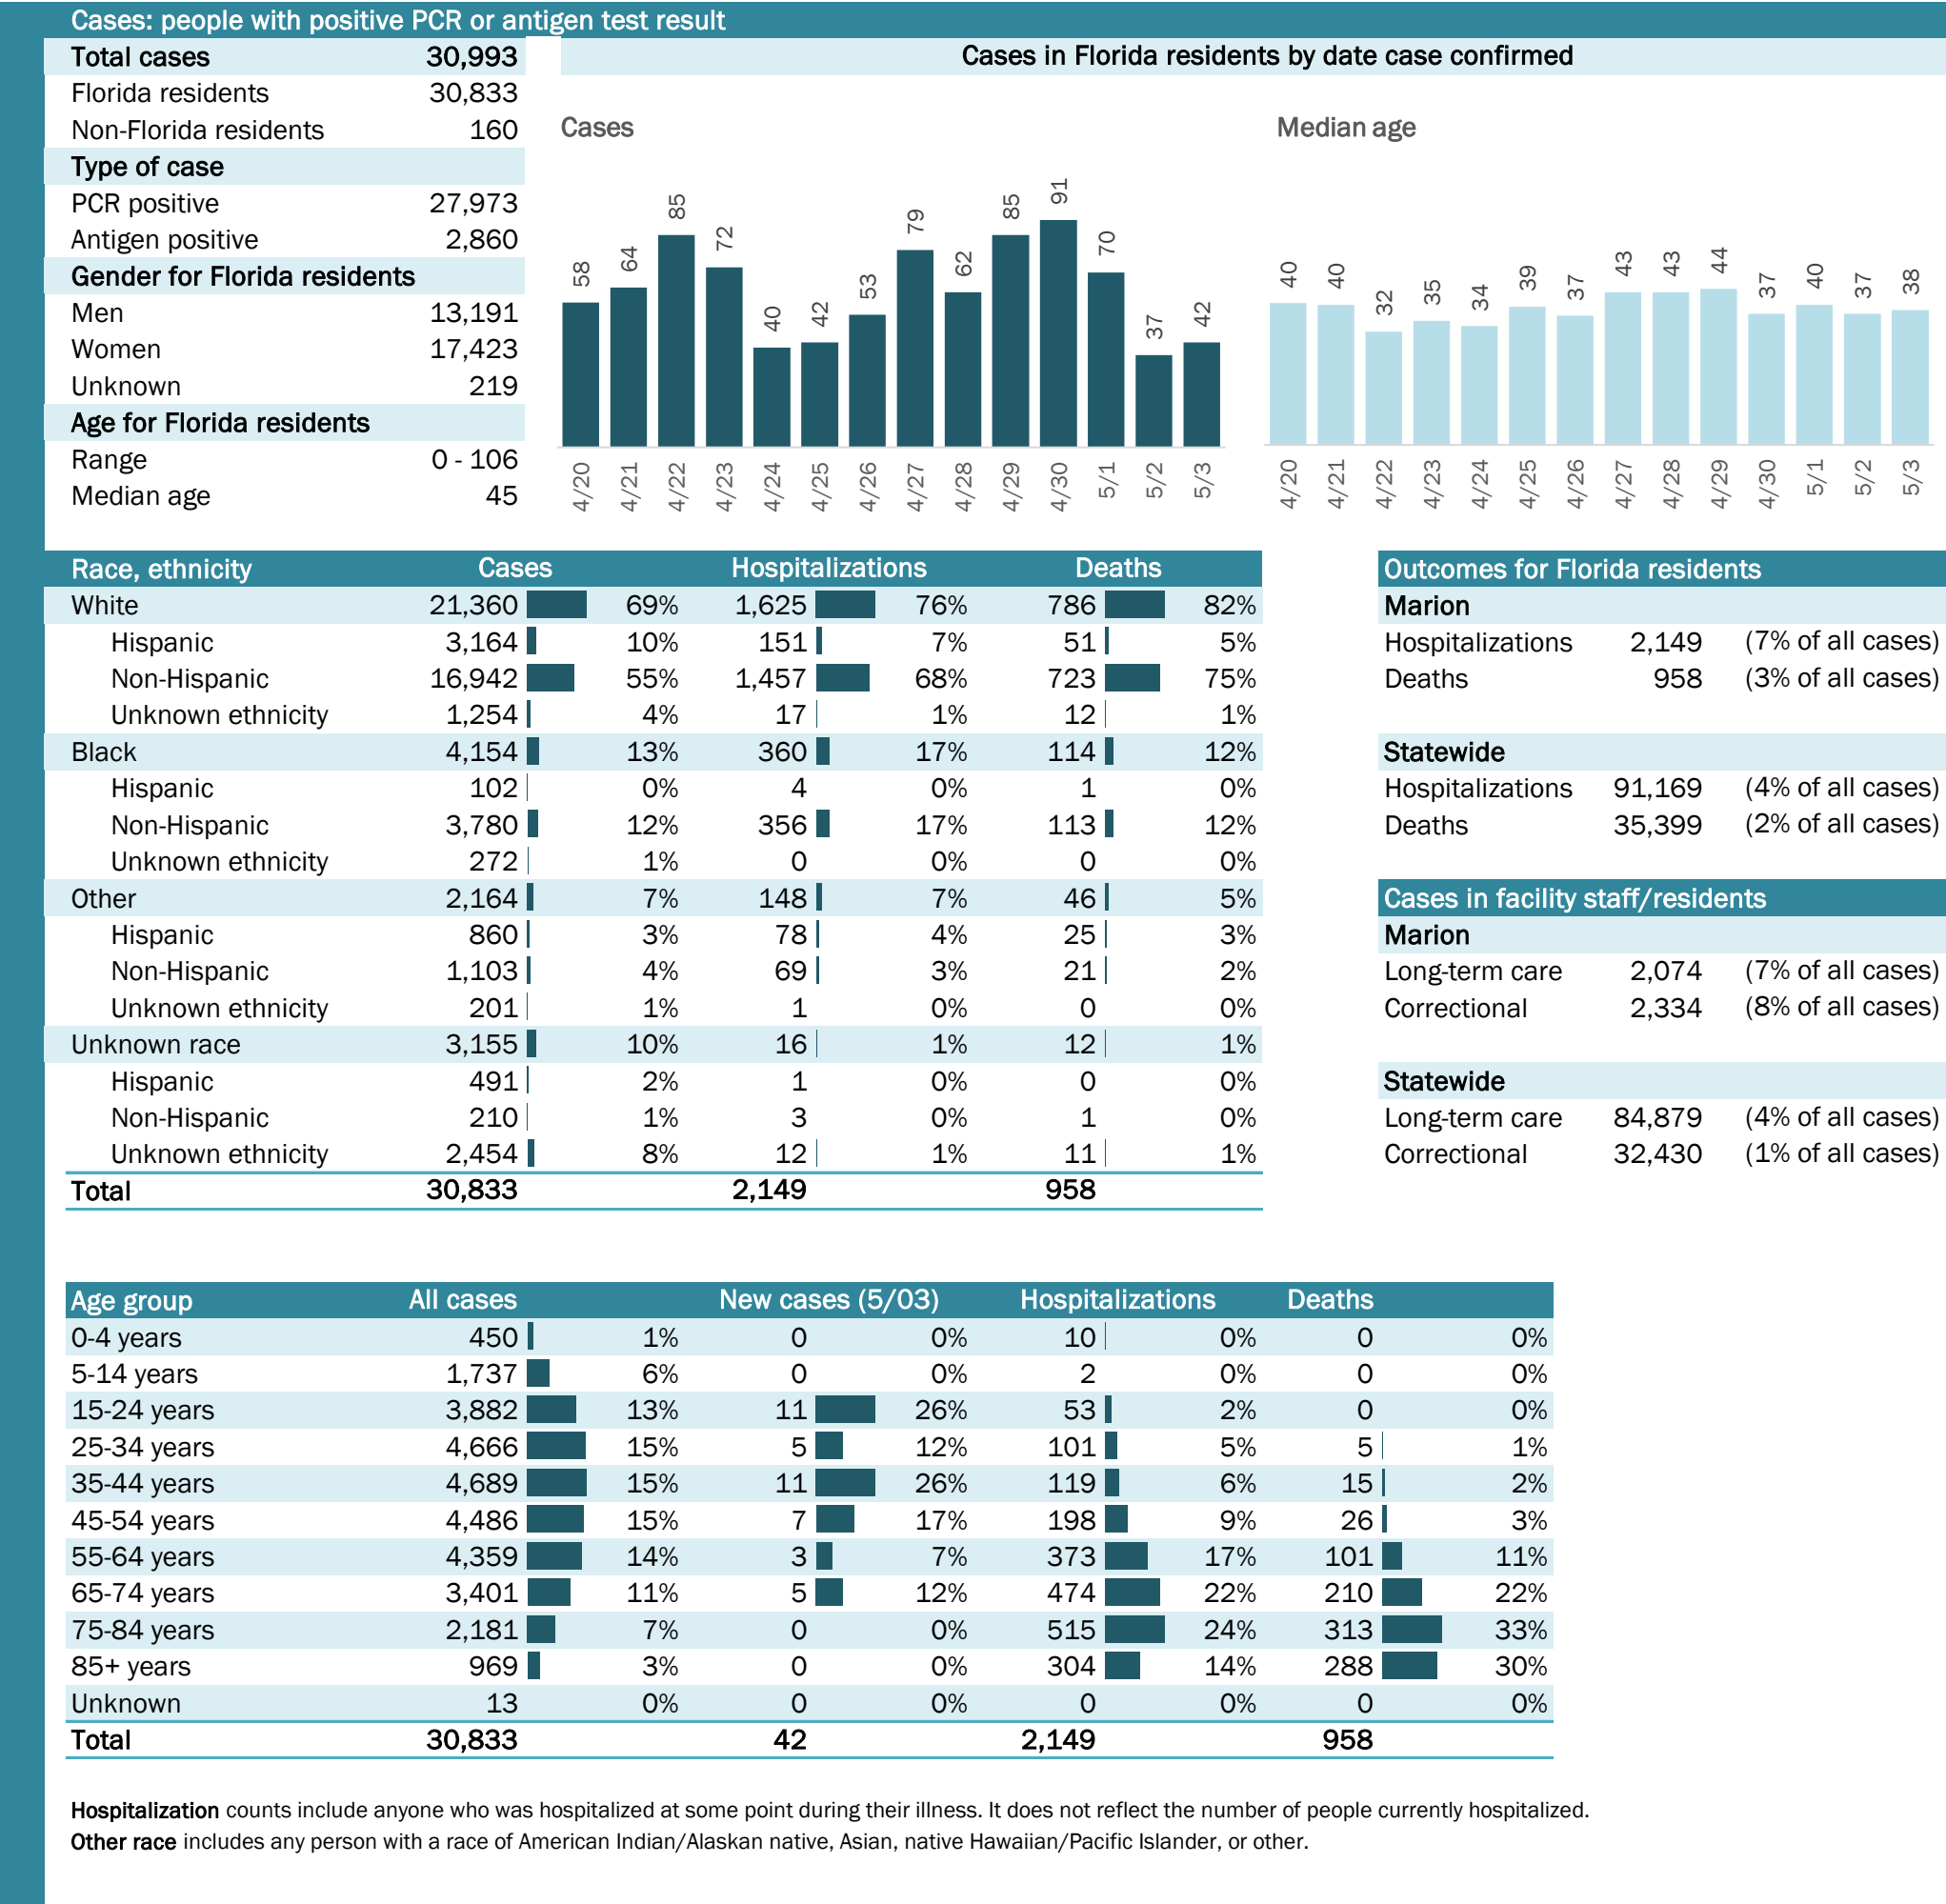 Cases: people with positive PCR or antigen test result
Total cases 30,993
Florida residents 30,833
Non-Florida residents 160
Type of case
PCR positive 27,973
Antigen positive 2,860
Gender for Florida residents
Men 13,191
Women 17,423
Unknown 219
Age for Florida residents
Range 0 - 106
Median age 45
Cases in Florida residents by date case confirmed
Cases
58 64 85 72 40 42 53 79 62 85 91 70 37 42
4/20 4/21 4/22 4/23 4/24 4/25 4/26 4/27 4/28 4/29 4/30 5/1 5/2 5/3
Median age
40 40 32 35 34 39 37 43 43 44 37 40 37 38
4/20 4/21 4/22 4/23 4/24 4/25 4/26 4/27 4/28 4/29 4/30 5/1 5/2 5/3
Race, ethnicity Cases Hospitalizations Deaths
White 21,360 69% 1,625 76% 786 82%
Hispanic 3,164 10% 151 7% 51 5%
Non-Hispanic 16,942 55% 1,457 68% 723 75%
Unknown ethnicity 1,254 4% 17 1% 12 1%
Black 4,154 13% 360 17% 114 12%
Hispanic 102 0% 4 0% 1 0%
Non-Hispanic 3,780 12% 356 17% 113 12%
Unknown ethnicity 272 1% 0 0% 0 0%
Other 2,164 7% 148 7% 46 5%
Hispanic 860 3% 78 4% 25 3%
Non-Hispanic 1,103 4% 69 3% 21 2%
Unknown ethnicity 201 1% 1 0% 0 0%
Unknown race 3,155 10% 16 1% 12 1%
Hispanic 491 2% 1 0% 0 0%
Non-Hispanic 210 1% 3 0% 1 0%
Unknown ethnicity 2,454 8% 12 1% 11 1%
Total 30,833 2,149 958
Outcomes for Florida residents
Marion
Hospitalizations 2,149 (7% of all cases)
Deaths 958 (3% of all cases)
Statewide
Hospitalizations 91,169 (4% of all cases)
Deaths 35,399 (2% of all cases)
Cases in facility staff/residents
Marion
Long-term care 2,074 (7% of all cases)
Correctional 2,334 (8% of all cases)
Statewide
Long-term care 84,879 (4% of all cases)
Correctional 32,430 (1% of all cases)
Age group All cases New cases (5/03) Hospitalizations Deaths
0-4 years 450 1% 0 0% 10 0% 0 0%
5-14 years 1,737 6% 0 0% 2 0% 0 0%
15-24 years 3,882 13% 11 26% 53 2% 0 0%
25-34 years 4,666 15% 5 12% 101 5% 5 1%
35-44 years 4,689 15% 11 26% 119 6% 15 2%
45-54 years 4,486 15% 7 17% 198 9% 26 3%
55-64 years 4,359 14% 3 7% 373 17% 101 11%
65-74 years 3,401 11% 5 12% 474 22% 210 22%
75-84 years 2,181 7% 0 0% 515 24% 313 33%
85+ years 969 3% 0 0% 304 14% 288 30%
Unknown 13 0% 0 0% 0 0% 0 0%
Total 30,833 42 2,149 958
Hospitalization counts include anyone who was hospitalized at some point during their illness. It does not reflect the number of people currently hospitalized.
Other race includes any person with a race of American Indian/Alaskan native, Asian, native Hawaiian/Pacific Islander, or other.